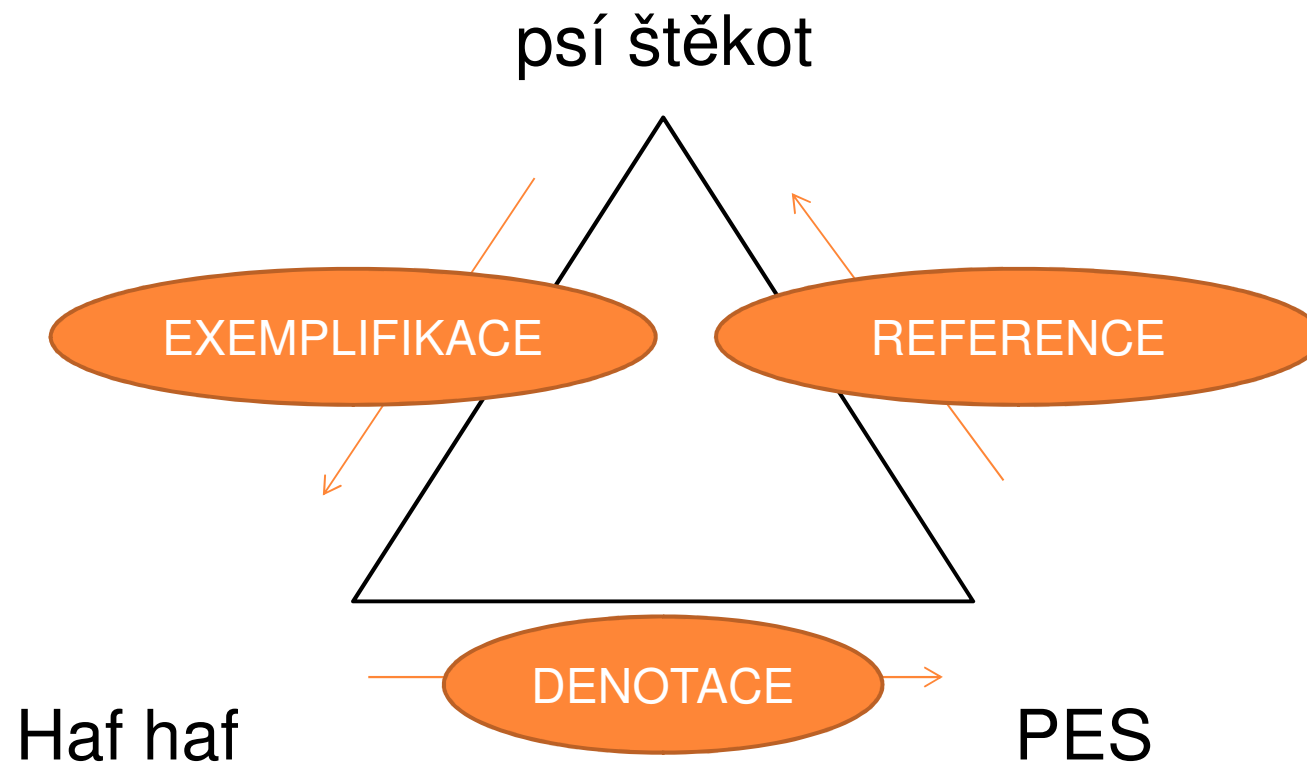 psí štěkot
EXEMPLIFIKACE
REFERENCE
DENOTACE
Haf haf
PES